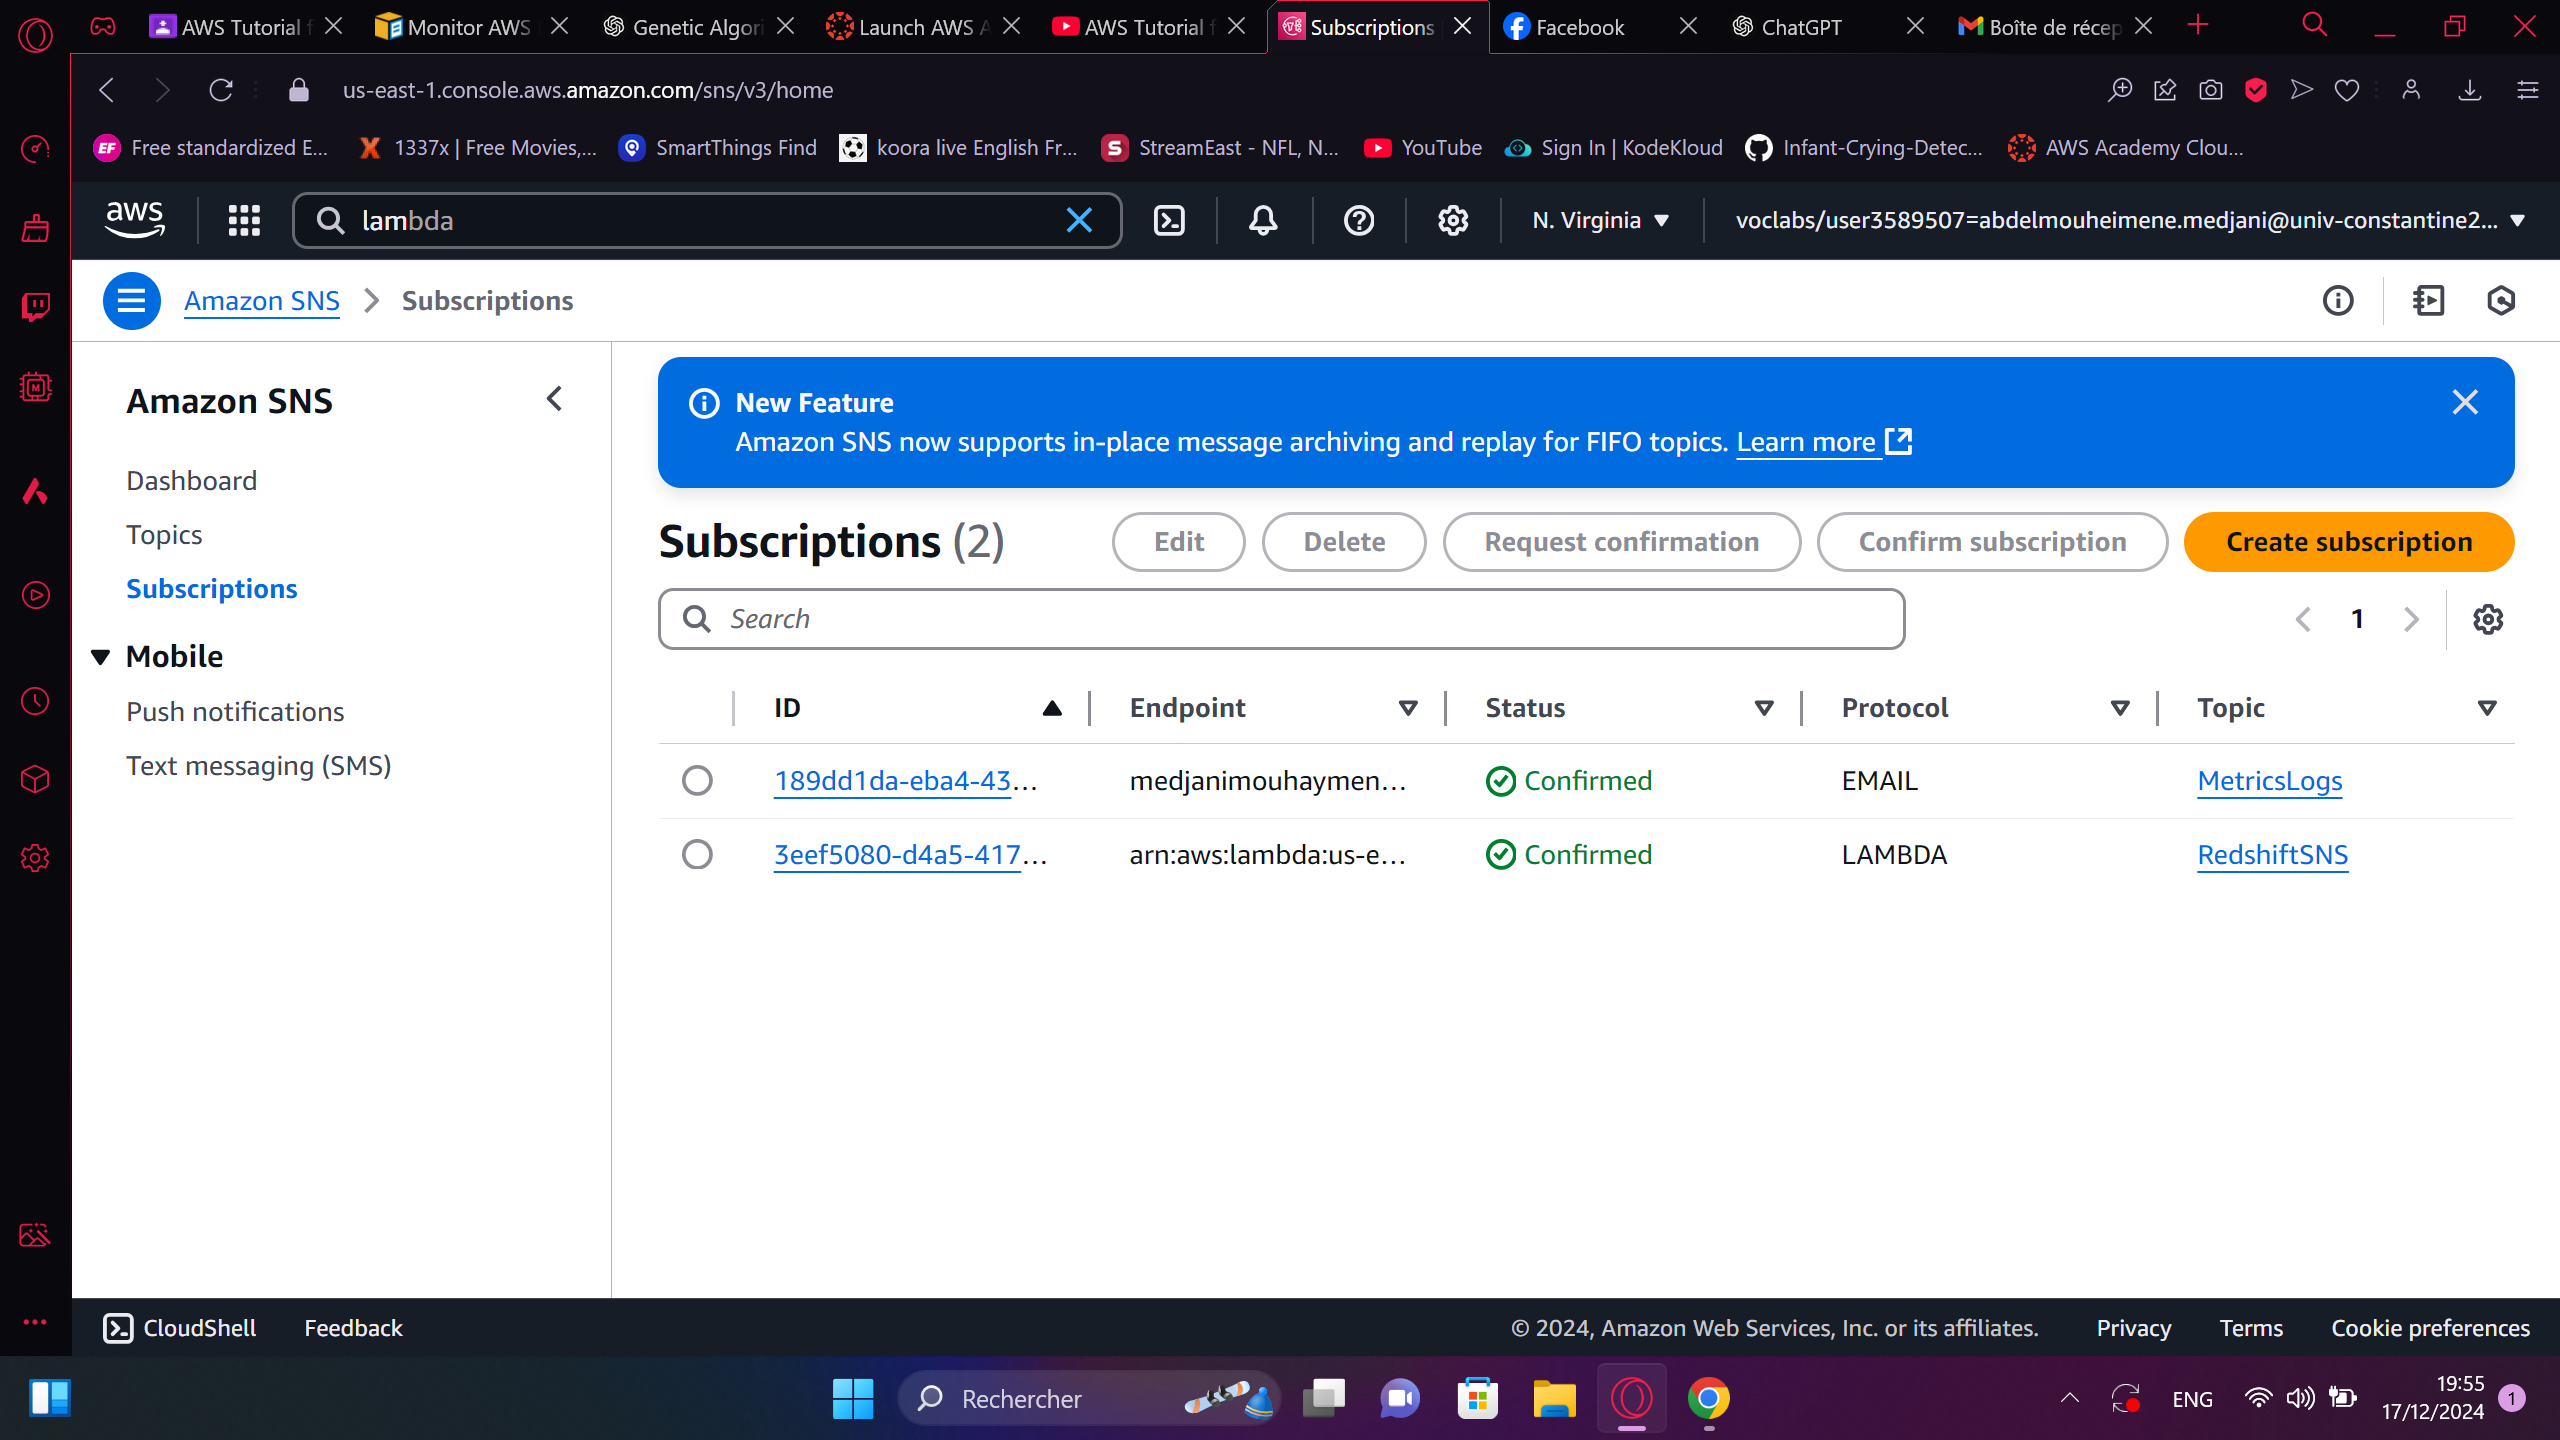 AWS Tutorial f
Monitor AWS
Genetic Algori
Launch AWS A
AWS Tutorial f
Subscriptions
Facebook
ChatGPT
Boîte de récep
us-east-1.console.aws.amazon.com/sns/v3/home
EF Free standardized E...
1337x | Free Movies,...
SmartThings Find
koora live English Fr...
StreamEast - NFL, N...
YouTube
Sign In | KodeKloud
Infant-Crying-Detec...
AWS Academy Clou...
aws
lambda
N. Virginia
voclabs/user3589507=abdelmouheimene.medjani@univ-constantine2...
Amazon SNS
Subscriptions
Amazon SNS
Dashboard
Topics
Subscriptions
Mobile
Push notifications
Text messaging (SMS)
New Feature
Amazon SNS now supports in-place message archiving and replay for FIFO topics. Learn more
Subscriptions (2)
Edit
Delete
Request confirmation
Confirm subscription
Create subscription
Search
1
ID Endpoint Status Protocol Topic
189dd1da-eba4-43... medjanimouhaymen... Confirmed EMAIL MetricsLogs
3eef5080-d4a5-417... arn:aws:lambda:us-e... Confirmed LAMBDA RedshiftSNS
CloudShell
Feedback
© 2024, Amazon Web Services, Inc. or its affiliates.
Privacy
Terms
Cookie preferences
Rechercher
ENG
19:55
17/12/2024
1